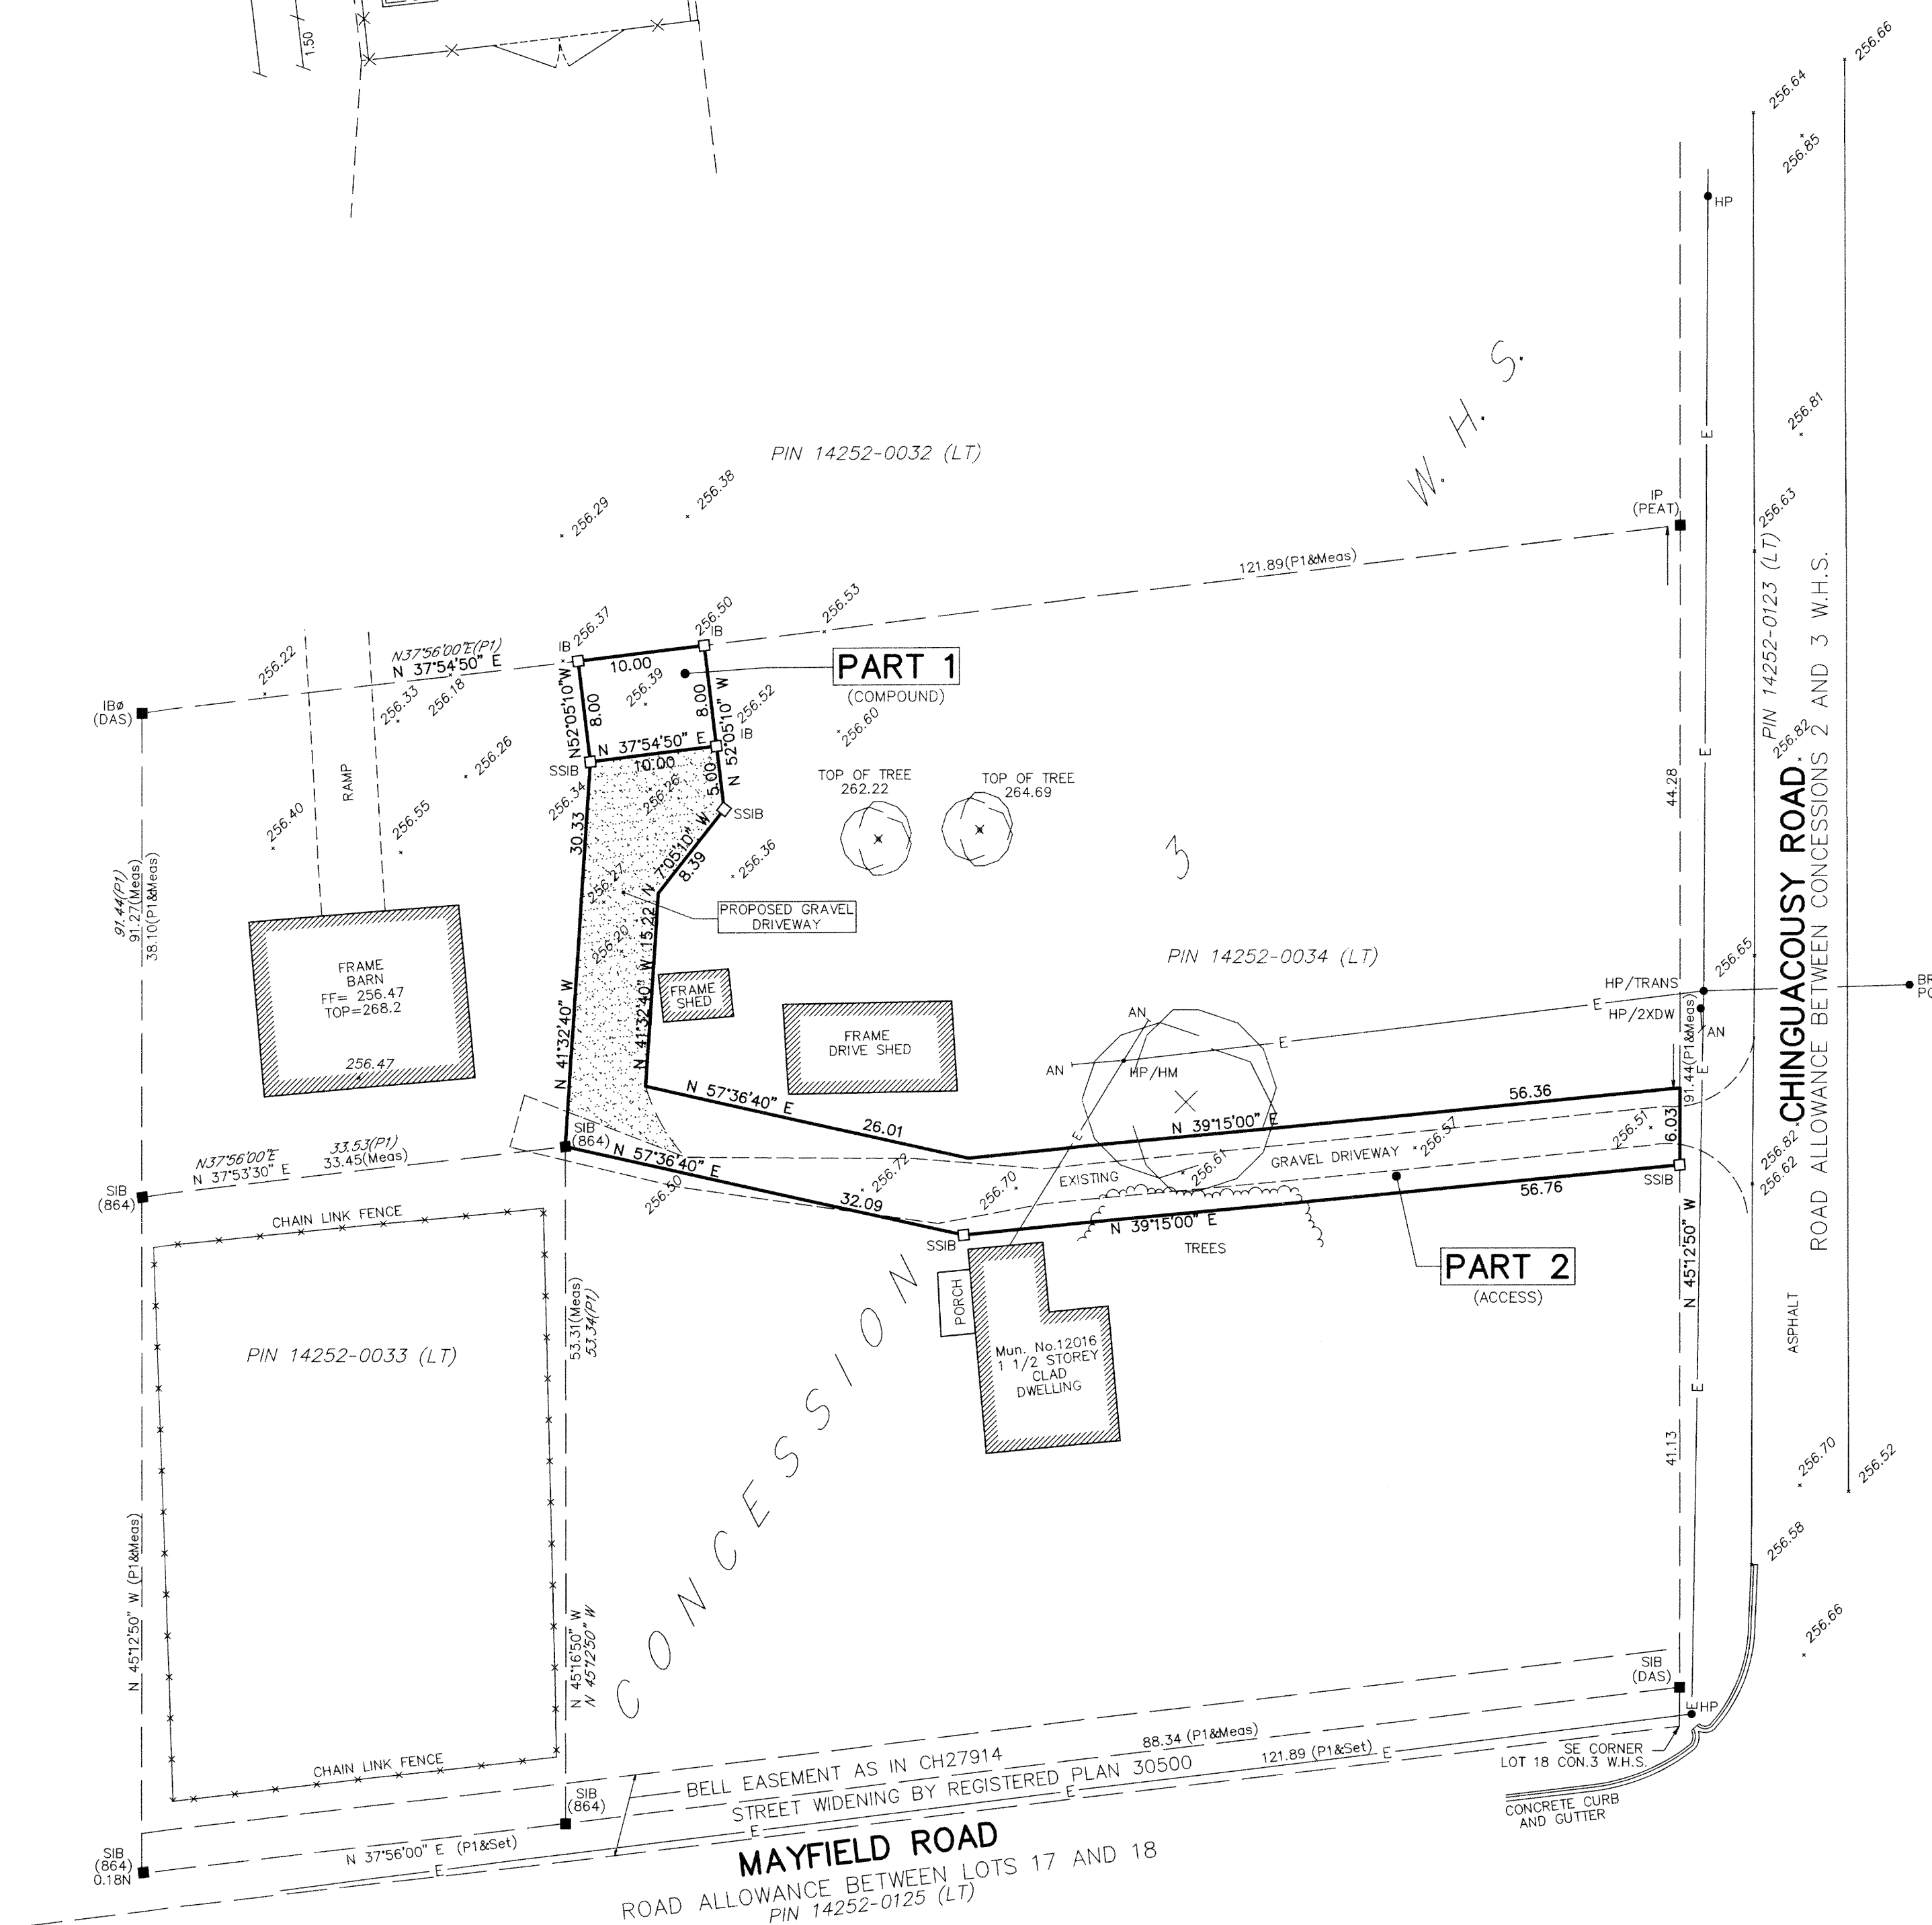 1.50
256.66
256.64
256.85
HP
W. H. S.
256.81
PIN 14252-0032 (LT)
256.38
256.29
IP
(PEAT)
256.63
121.89(P1&Meas)
PIN 14252-0123 (LT)
ROAD ALLOWANCE BETWEEN CONCESSIONS 2 AND 3 W.H.S.
CHINGUACOUSY ROAD.
256.53
256.50
IB
256.37
IB
N37°56'00"E(P1)
N 37°54'50" E
256.22
256.33
256.18
10.00
PART 1
(COMPOUND)
256.39
N52°05'10"W
8.00
8.00
N 52°05'10" W
256.52
IBø
(DAS)
IB
N 37°54'50" E
10.00
SSIB
256.60
256.82
256.26
RAMP
256.34
256.26
5.00
SSIB
TOP OF TREE
262.22
TOP OF TREE
264.69
44.28
256.40
256.55
30.33
N 7°05'10" W
8.39
256.36
3
91.44(P1)
91.27(Meas)
38.10(P1&Meas)
256.27
PROPOSED GRAVEL
DRIVEWAY
256.20
15.22
N 41°32'40" W
N 41°32'40" W
PIN 14252-0034 (LT)
256.65
FRAME
BARN
FF= 256.47
TOP=268.2
256.47
FRAME
SHED
FRAME
DRIVE SHED
HP/TRANS
HP/2XDW
AN
E
E
E
E
AN
AN
HP/HM
E
E
91.44(P1&Meas)
N 57°36'40" E
26.01
56.36
N 39°15'00" E
6.03
SIB
(864)
N 57°36'40" E
32.09
256.50
256.72
256.70
EXISTING
256.61
GRAVEL DRIVEWAY
256.57
256.51
256.82
256.62
N37°56'00"E
33.53(P1)
N 37°53'30" E
33.45(Meas)
SIB
(864)
SSIB
56.76
SSIB
N 39°15'00" E
TREES
CHAIN LINK FENCE
PART 2
(ACCESS)
N 45°12'50" W
PORCH
Mun. No.12016
1 1/2 STOREY
CLAD
DWELLING
ASPHALT
PIN 14252-0033 (LT)
53.31(Meas)
53.34(P1)
CONCESSION
E
41.13
256.70
256.52
256.58
N 45°12'50" W (P1&Meas)
N 45°16'50" W
N 45°12'50" W
256.66
SIB
(DAS)
E
HP
CHAIN LINK FENCE
88.34 (P1&Meas)
121.89 (P1&Set)
E
SE CORNER
LOT 18 CON.3 W.H.S.
BELL EASEMENT AS IN CH27914
STREET WIDENING BY REGISTERED PLAN 30500
SIB
(864)
E
E
CONCRETE CURB
AND GUTTER
N 37°56'00" E (P1&Set)
SIB
(864)
0.18N
E
MAYFIELD ROAD
ROAD ALLOWANCE BETWEEN LOTS 17 AND 18
PIN 14252-0125 (LT)